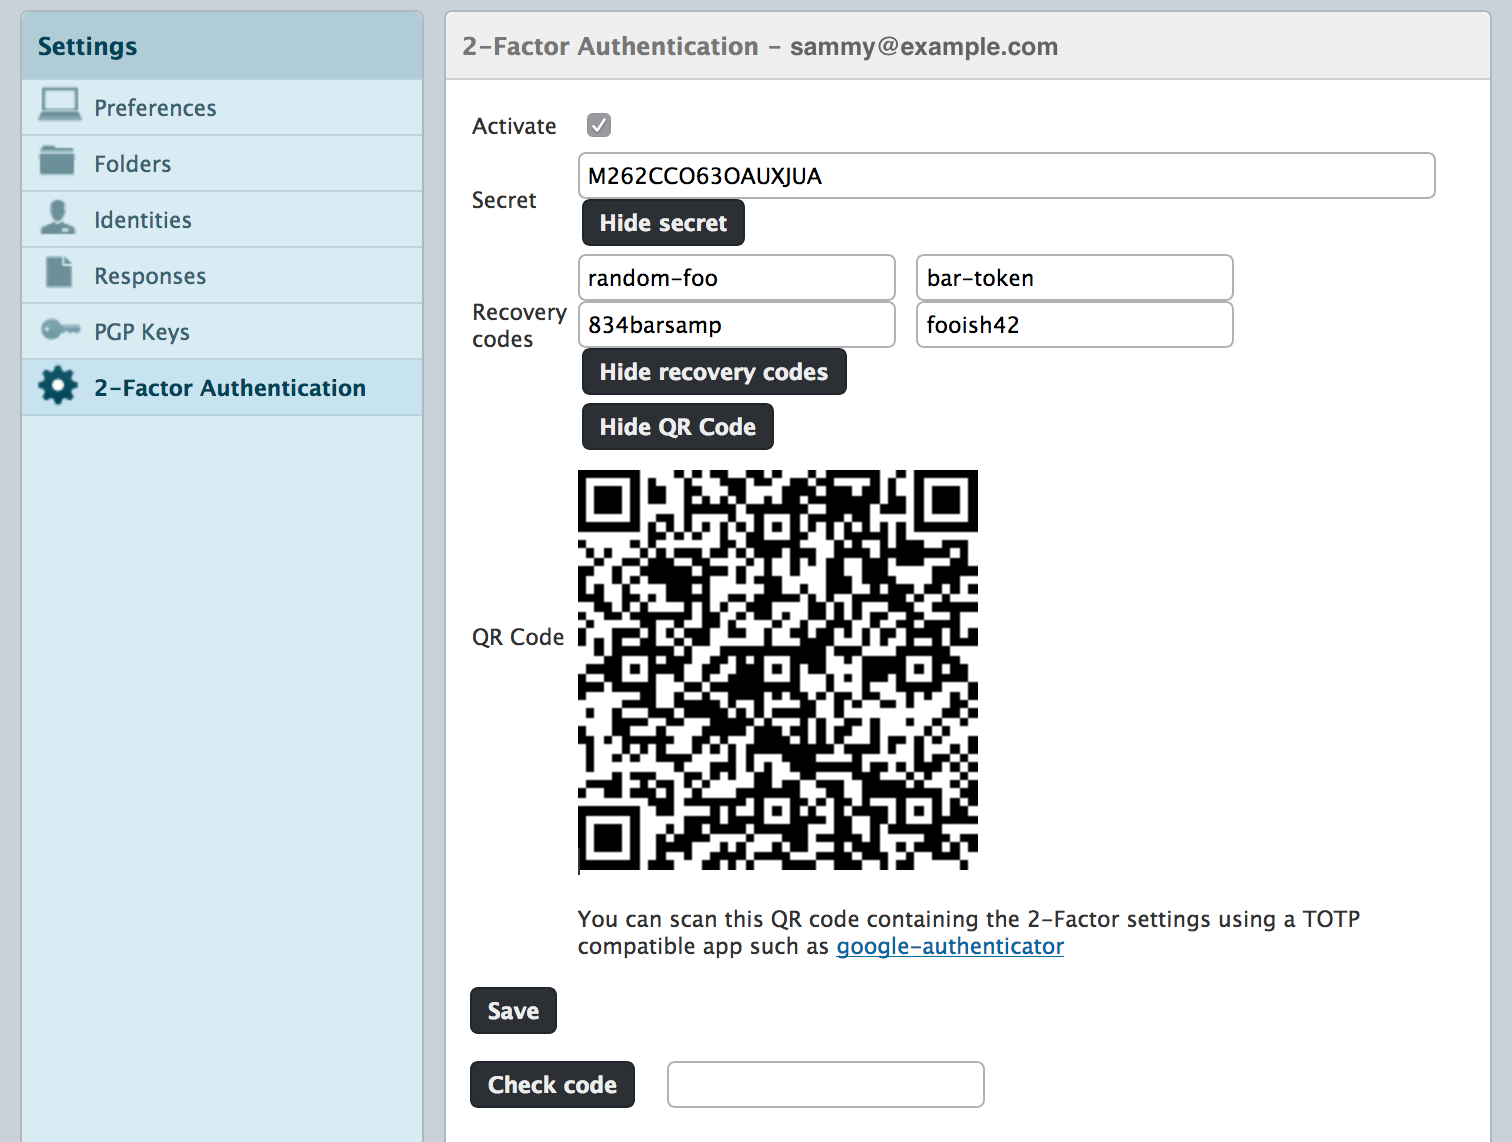 Settings
Preferences
Folders
Identities
Responses
PGP Keys
2-Factor Authentication
2-Factor Authentication - sammy@example.com
Activate
Secret
M262CCO63OAUXJUA
Hide secret
Recovery codes
random-foo
bar-token
834barsamp
fooish42
Hide recovery codes
Hide QR Code
QR Code
You can scan this QR code containing the 2-Factor settings using a TOTP
compatible app such as google-authenticator
Save
Check code